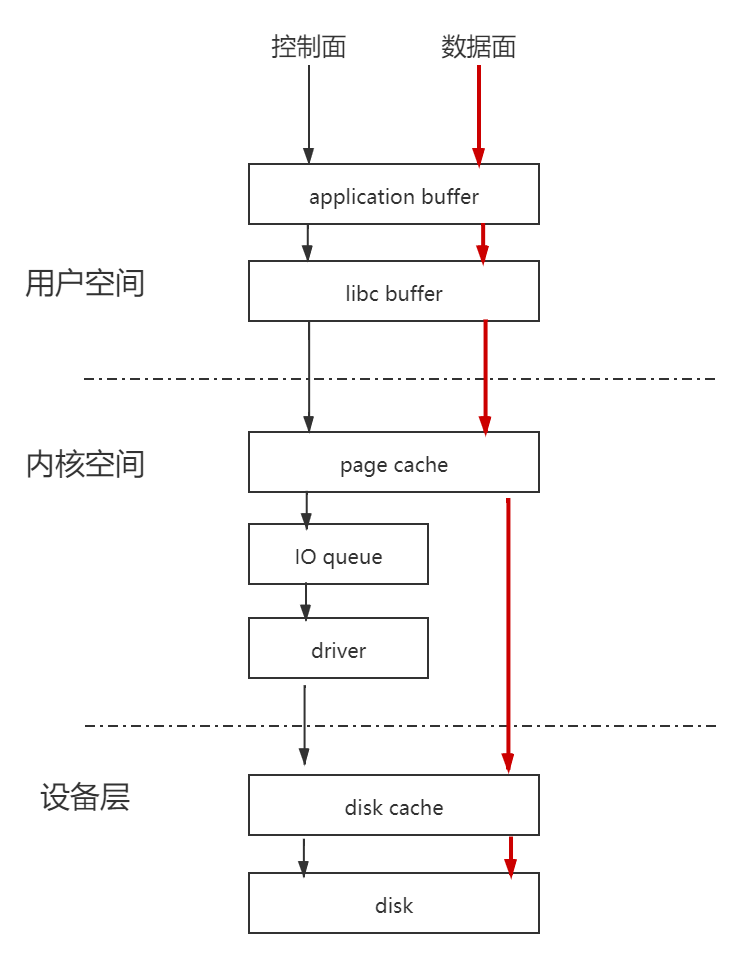 控制面 数据面
application buffer
用户空间
libc buffer
内核空间
page cache
IO queue
driver
设备层
disk cache
disk